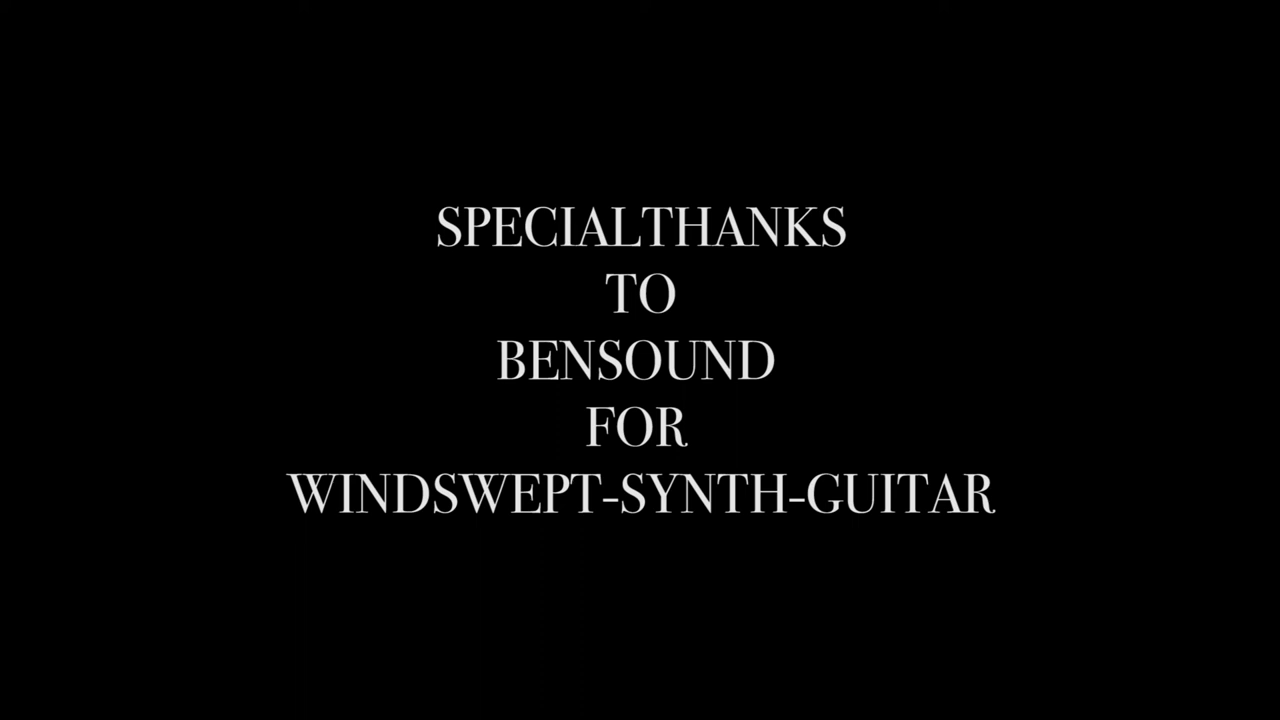 SPECIALTHANKS
TO
BENSOUND
FOR
WINDSWEPT-SYNTH-GUITAR